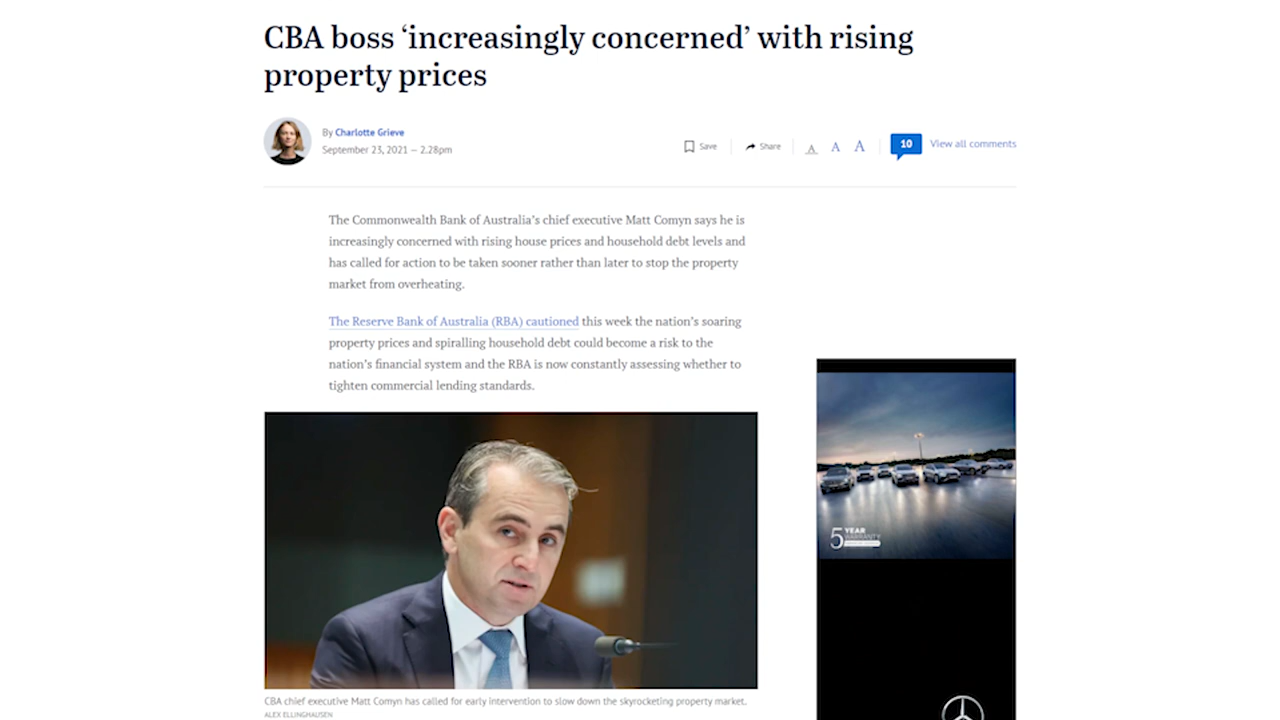 CBA boss ‘increasingly concerned’ with rising
property prices
By Charlotte Grieve
September 23, 2021 — 2.28pm
Save
Share
A A A
10
View all comments
The Commonwealth Bank of Australia’s chief executive Matt Comyn says he is
increasingly concerned with rising house prices and household debt levels and
has called for action to be taken sooner rather than later to stop the property
market from overheating.
The Reserve Bank of Australia (RBA) cautioned this week the nation’s soaring
property prices and spiralling household debt could become a risk to the
nation’s financial system and the RBA is now constantly assessing whether to
tighten commercial lending standards.
5 YEAR
WARRANTY
CBA chief executive Matt Comyn has called for early intervention to slow down the skyrocketing property market.
ALEX ELLINGHAUSEN